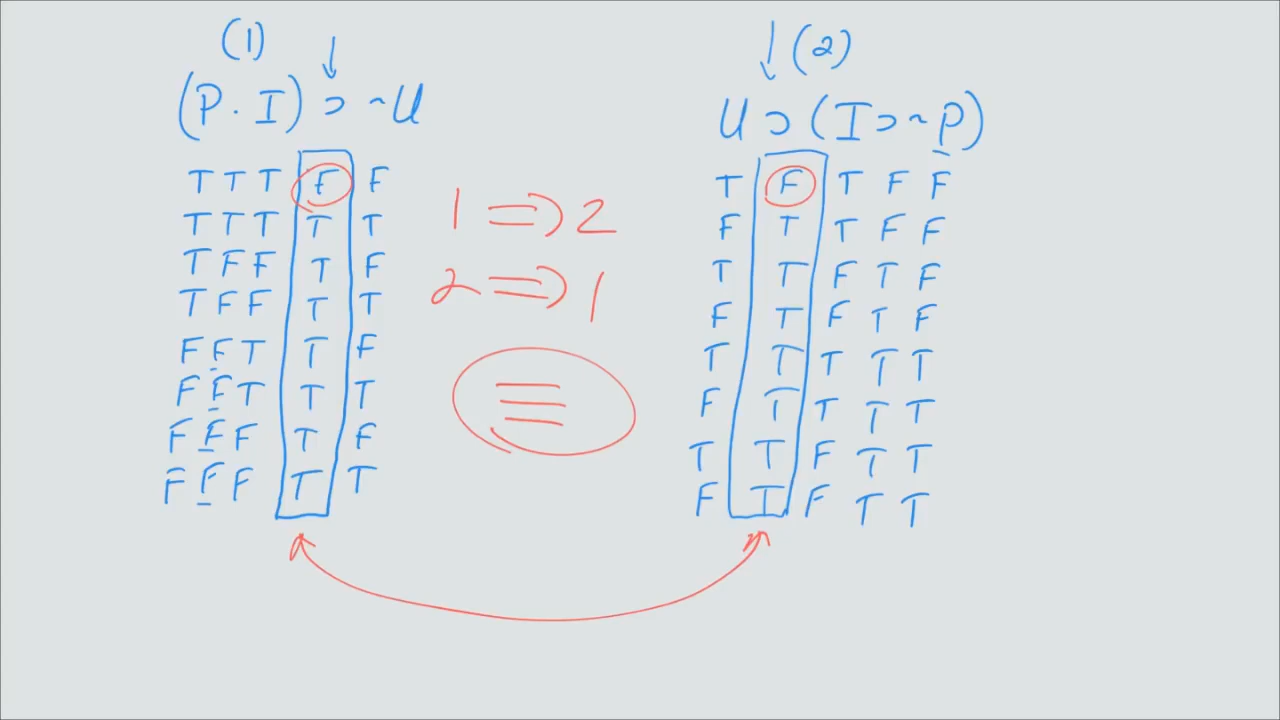 (1) (2)
(P · I) ⊃ ~U U ⊃ (I ⊃ ~P)
T T T F F T F T F F
T T T T T 1 ⇒ 2 F T T F F
T F F T F 2 ⇒ 1 T T F T F
T F F T T F T F T F
F F T T F ≡ T T T T T
F F T T T F T T T T
F F F T F T T F T T
F F F T T F T F T T